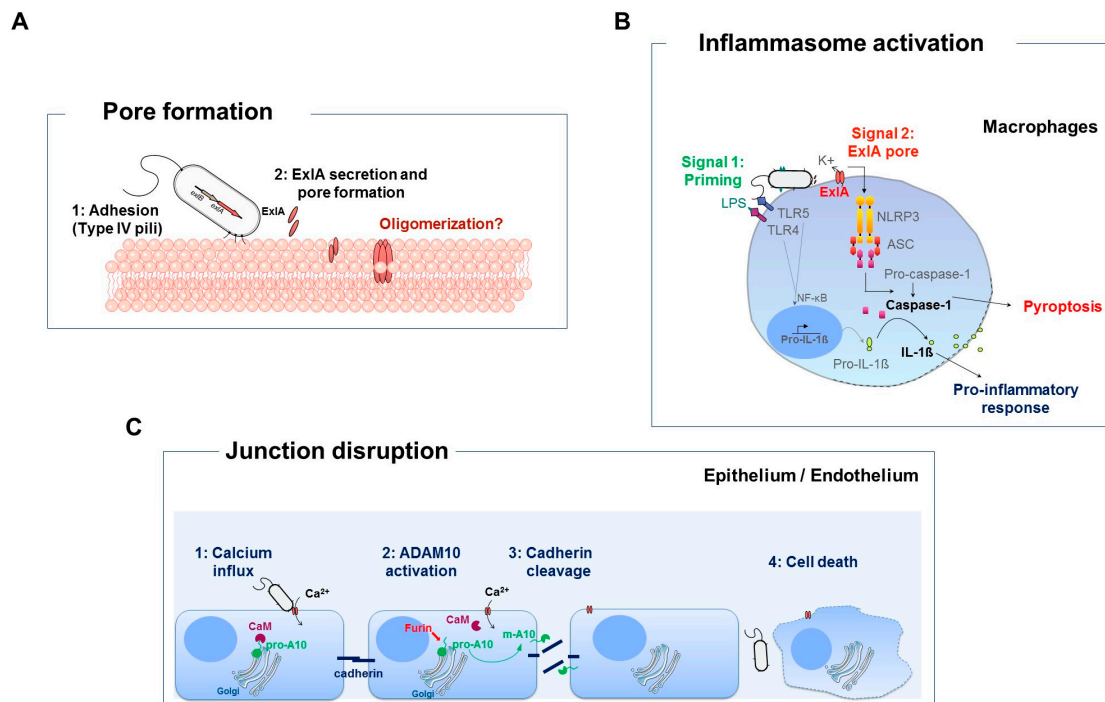 A
Pore formation
1: Adhesion
(Type IV pili)
exlB
exlA
2: ExlA secretion and
pore formation
ExlA
Oligomerization?
B
Inflammasome activation
Macrophages
Signal 1:
Priming
Signal 2:
ExlA pore
K+
ExlA
LPS
TLR5
TLR4
NLRP3
ASC
Pro-caspase-1
Caspase-1
Pyroptosis
NF-κB
Pro-IL-1ß
Pro-IL-1ß
IL-1ß
Pro-inflammatory
response
C
Junction disruption
Epithelium / Endothelium
1: Calcium
influx
Ca²⁺
CaM
pro-A10
Golgi
cadherin
2: ADAM10
activation
Ca²⁺
CaM
Furin
pro-A10
m-A10
Golgi
3: Cadherin
cleavage
4: Cell death